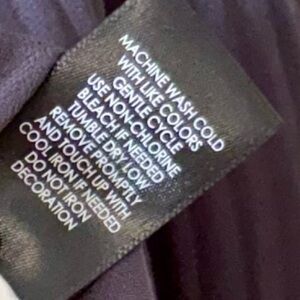 MACHINE WASH COLD
WITH LIKE COLORS
GENTLE CYCLE
USE NON-CHLORINE
BLEACH IF NEEDED
TUMBLE DRY LOW
REMOVE PROMPTLY
AND TOUCH UP WITH
COOL IRON IF NEEDED
DO NOT IRON
DECORATION